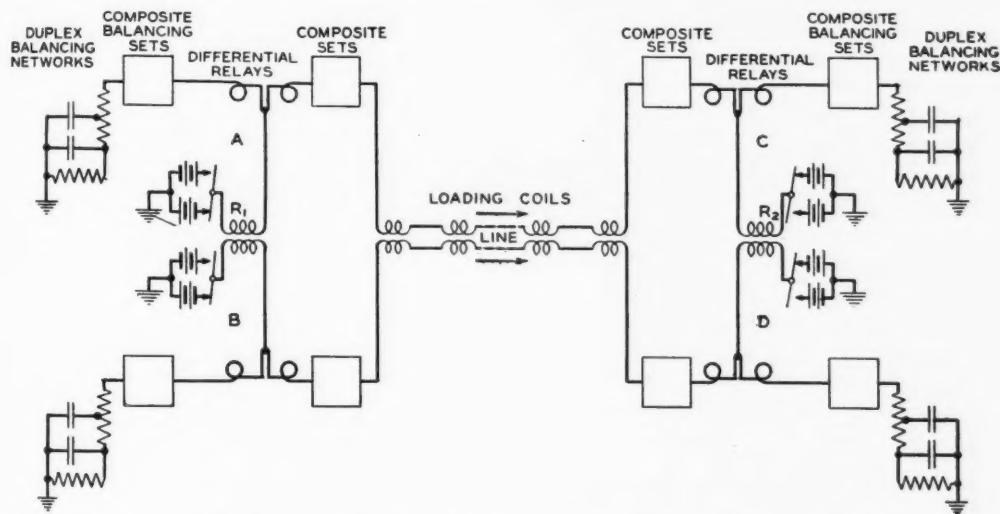 DUPLEX
BALANCING
NETWORKS
COMPOSITE
BALANCING
SETS
DIFFERENTIAL
RELAYS
COMPOSITE
SETS
COMPOSITE
SETS
DIFFERENTIAL
RELAYS
COMPOSITE
BALANCING SETS
DUPLEX
BALANCING
NETWORKS
A
C
R₁
LOADING COILS
LINE
R₂
B
D